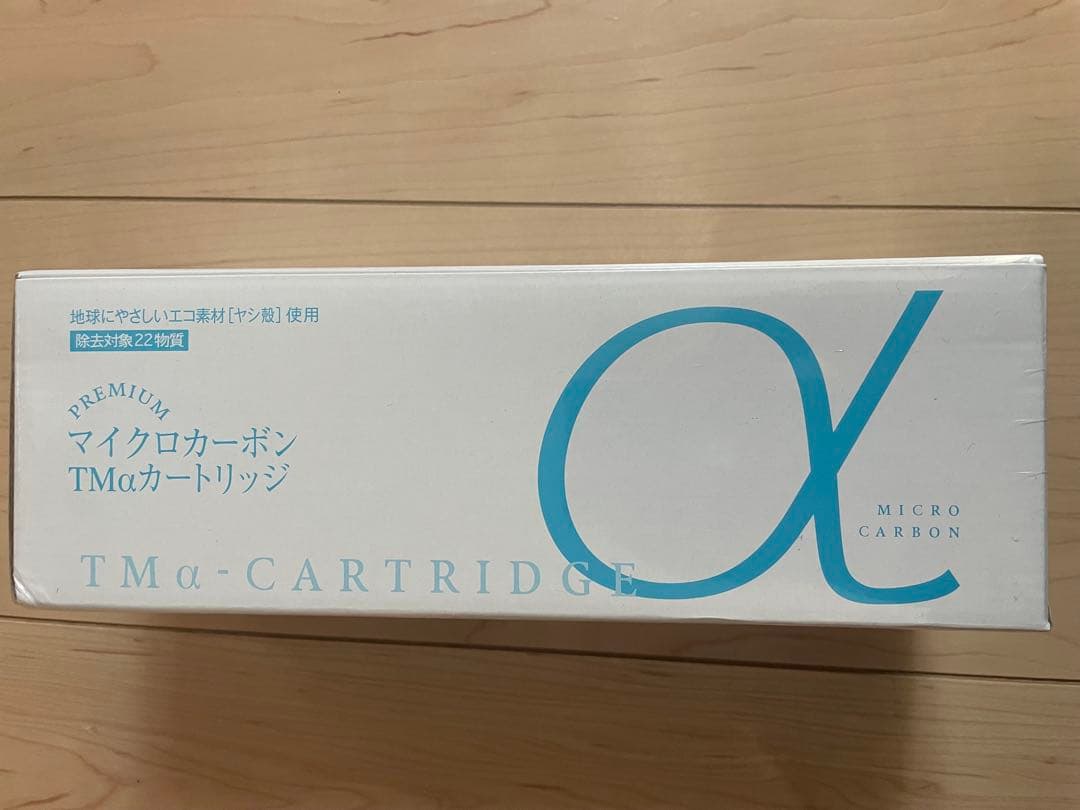 地球にやさしいエコ素材[ヤシ殻]使用
除去対象22物質
PREMIUM
マイクロカーボン
TMαカートリッジ
TMα-CARTRIDGE
α
MICRO
CARBON